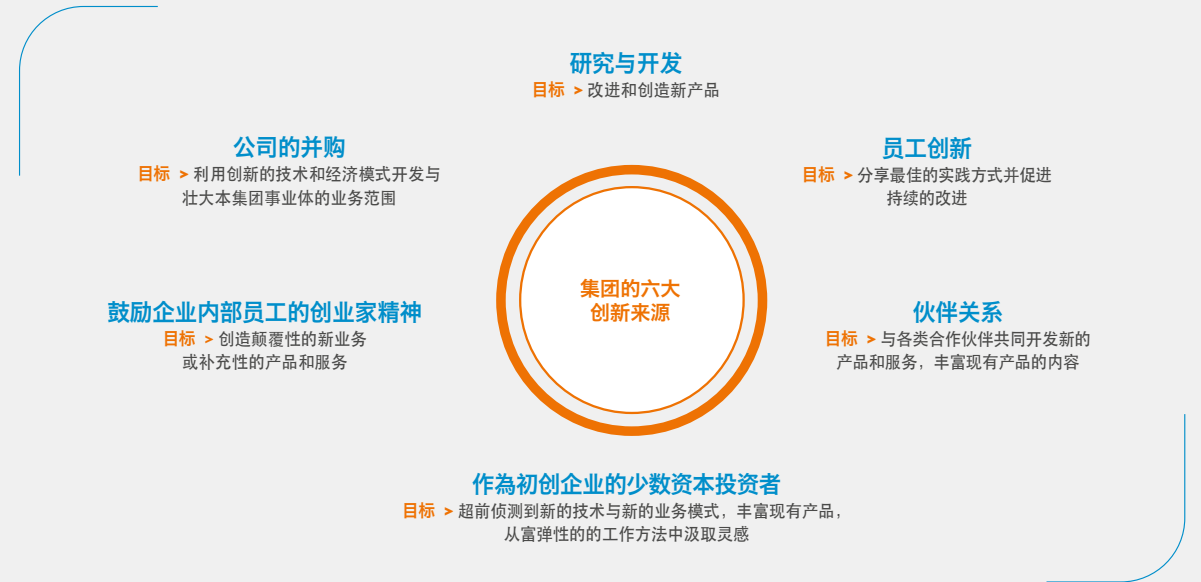 研究与开发
目标 > 改进和创造新产品
公司的并购
目标 > 利用创新的技术和经济模式开发与
壮大本集团事业体的业务范围
员工创新
目标 > 分享最佳的实践方式并促进
持续的改进
集团的六大
创新来源
鼓励企业内部员工的创业家精神
目标 > 创造颠覆性的新业务
或补充性的产品和服务
伙伴关系
目标 > 与各类合作伙伴共同开发新的
产品和服务，丰富现有产品的内容
作為初创企业的少数资本投资者
目标 > 超前侦测到新的技术与新的业务模式，丰富现有产品，
从富弹性的的工作方法中汲取灵感